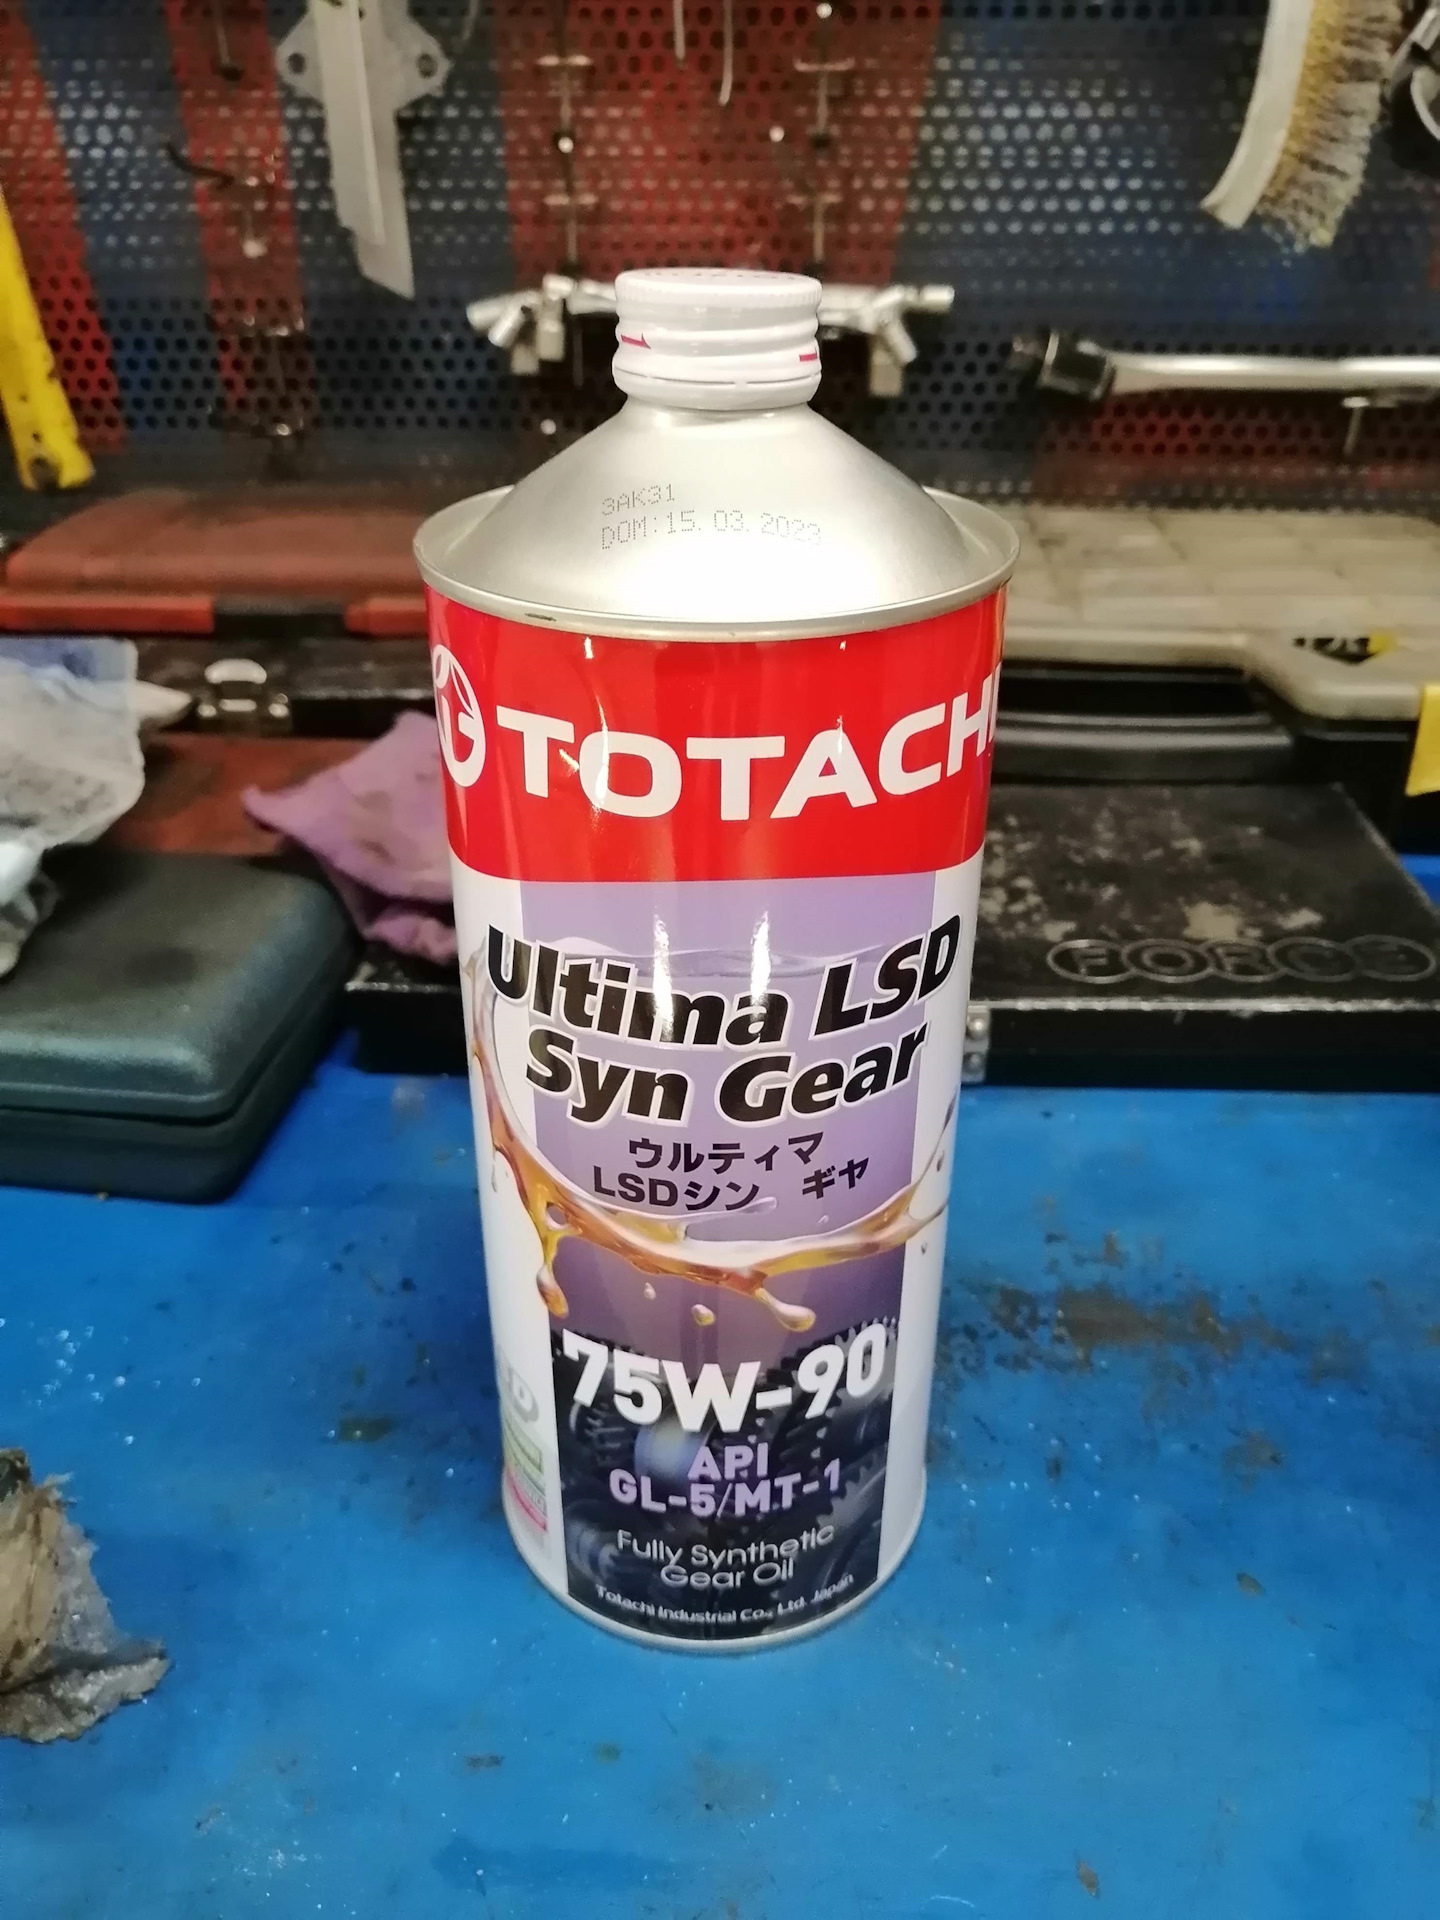 3AK31
DOM:15.03.2023
TOTACHI
Ultima LSD
Syn Gear
ウルティマ
LSDシン ギヤ
75W-90
API
GL-5/MT-1
Fully Synthetic
Gear Oil
Totachi Industrial Co., Ltd. Japan
FORCE